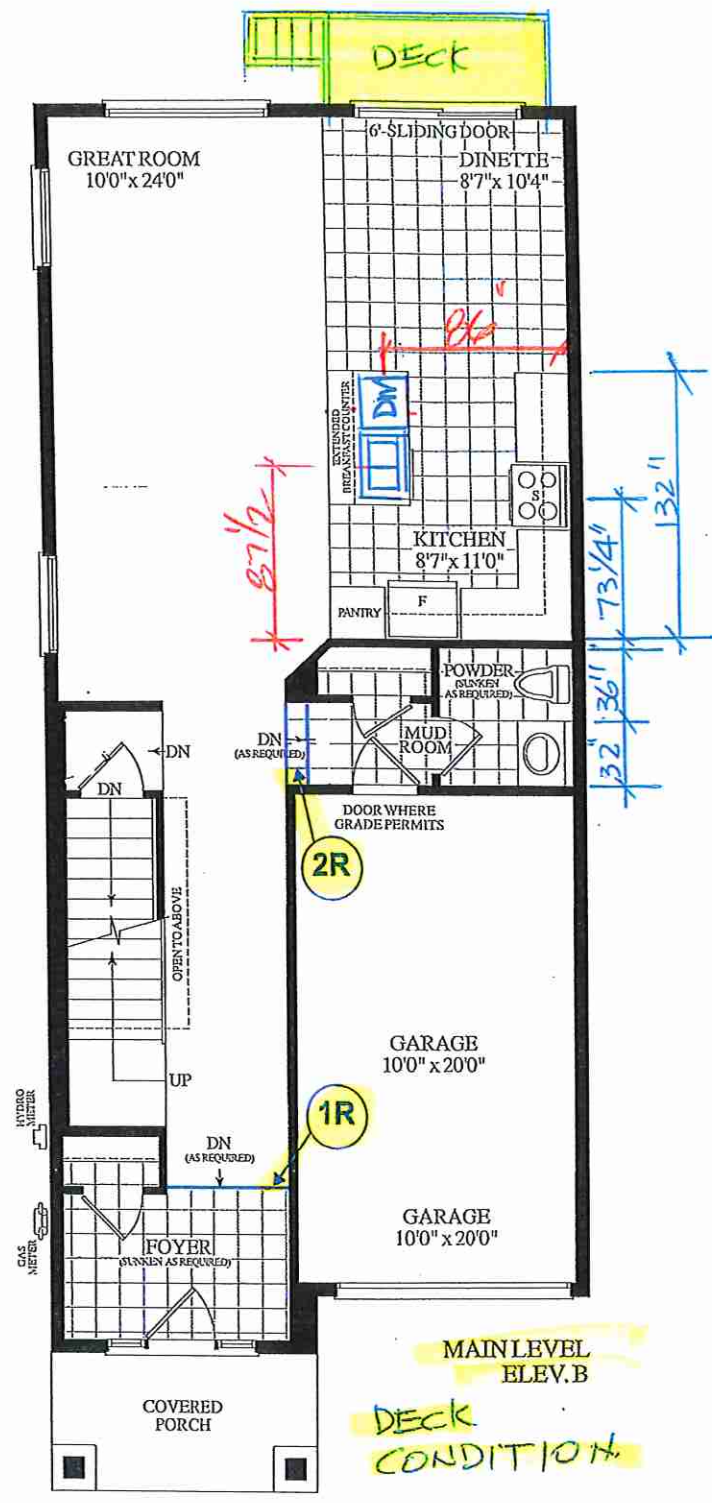 DECK
6'-SLIDING DOOR
GREAT ROOM
10'0" x 24'0"
DINETTE
8'7" x 10'4"
86"
DW
EXTENDED
BREAKFAST COUNTER
87 1/2
S
KITCHEN
8'7" x 11'0"
PANTRY
F
132"
73 1/4"
36"
32"
POWDER
(SUNKEN
AS REQUIRED)
MUD
ROOM
DN
(AS REQUIRED)
DN
DN
DOOR WHERE
GRADE PERMITS
2R
OPEN TO ABOVE
GARAGE
10'0" x 20'0"
UP
HYDRO
METER
1R
DN
(AS REQUIRED)
GARAGE
10'0" x 20'0"
GAS
METER
FOYER
(SUNKEN AS REQUIRED)
MAIN LEVEL
ELEV. B
COVERED
PORCH
DECK
CONDITION.